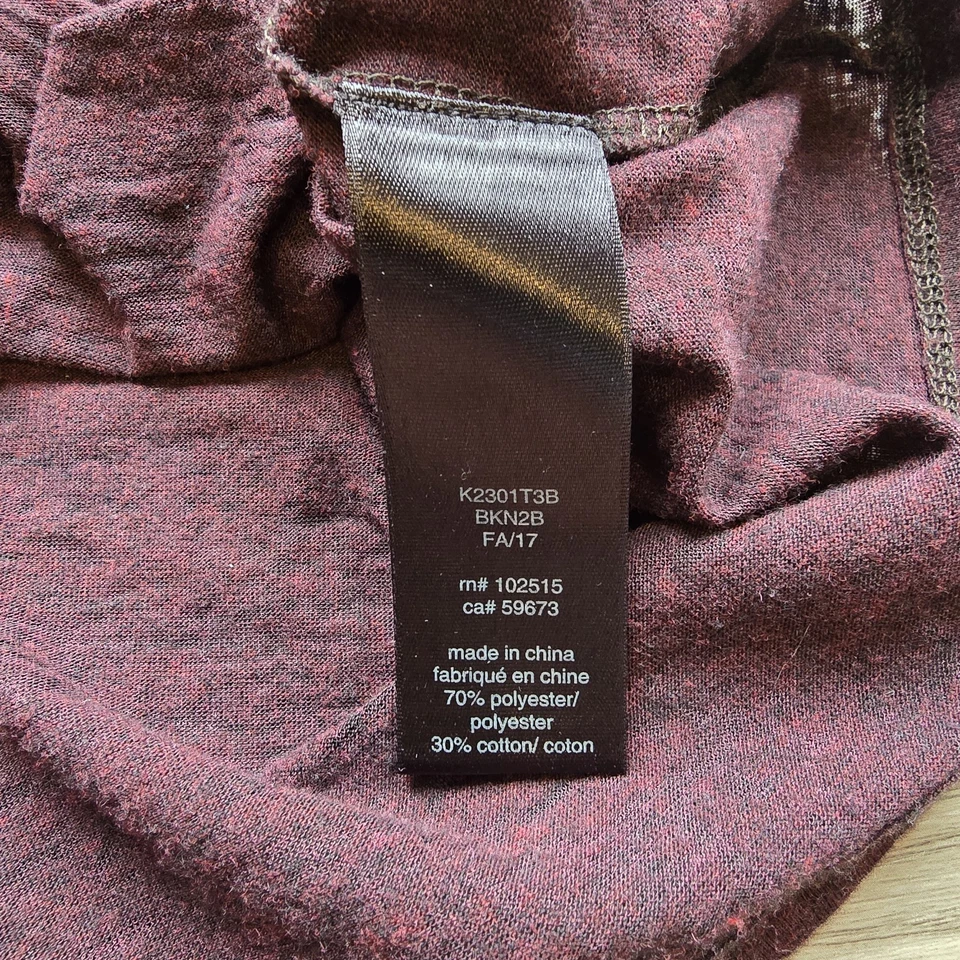 K2301T3B
BKN2B
FA/17
rn# 102515
ca# 59673
made in china
fabriqué en chine
70% polyester/
polyester
30% cotton/ coton